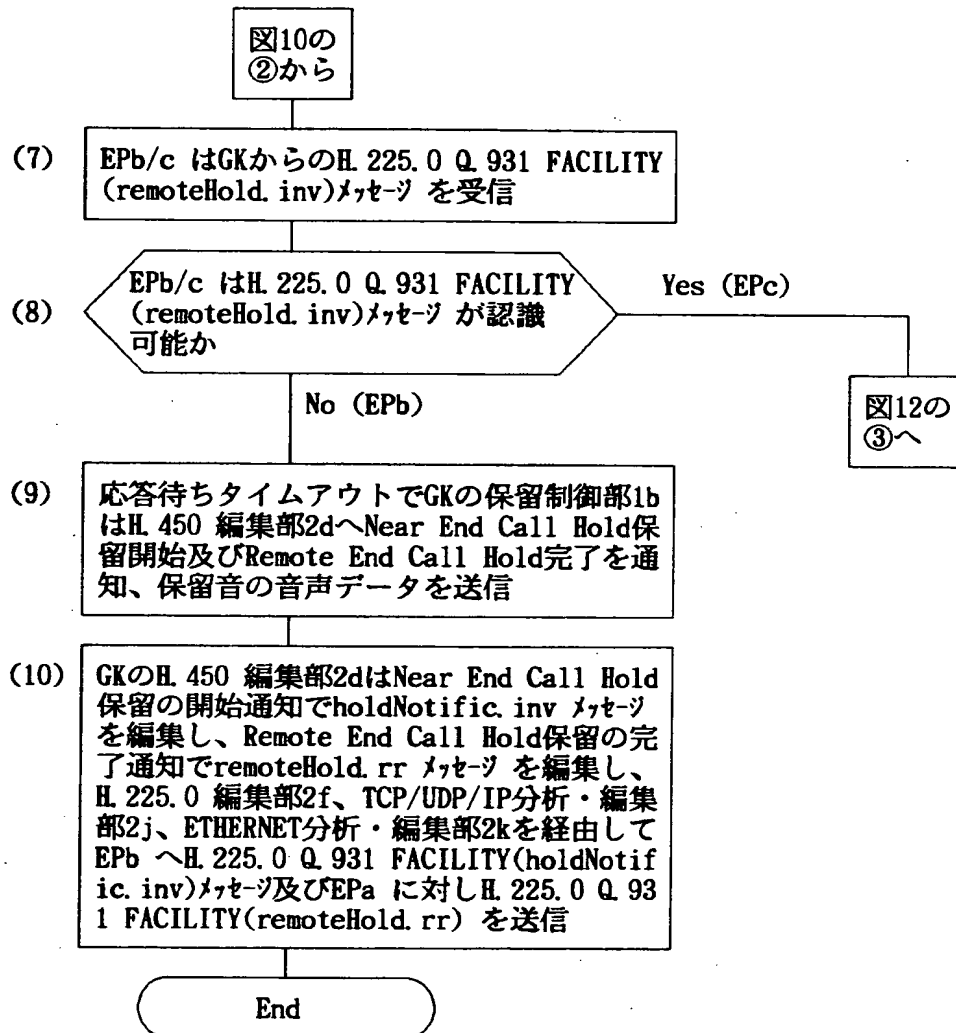 図10の
②から
(7)
EPb/c はGKからのH.225.0 Q.931 FACILITY
(remoteHold.inv)ﾒｯｾｰｼﾞ を受信
(8)
EPb/c はH.225.0 Q.931 FACILITY
(remoteHold.inv)ﾒｯｾｰｼﾞ が認識
可能か
Yes (EPc)
No (EPb)
図12の
③へ
(9)
応答待ちタイムアウトでGKの保留制御部1b
はH.450 編集部2dへNear End Call Hold保
留開始及びRemote End Call Hold完了を通
知、保留音の音声データを送信
(10)
GKのH.450 編集部2dはNear End Call Hold
保留の開始通知でholdNotific.inv ﾒｯｾｰｼﾞ
を編集し、Remote End Call Hold保留の完
了通知でremoteHold.rr ﾒｯｾｰｼﾞ を編集し、
H.225.0 編集部2f、TCP/UDP/IP分析・編集
部2j、ETHERNET分析・編集部2kを経由して
EPb へH.225.0 Q.931 FACILITY(holdNotif
ic.inv)ﾒｯｾｰｼﾞ及びEPa に対しH.225.0 Q.93
1 FACILITY(remoteHold.rr) を送信
End